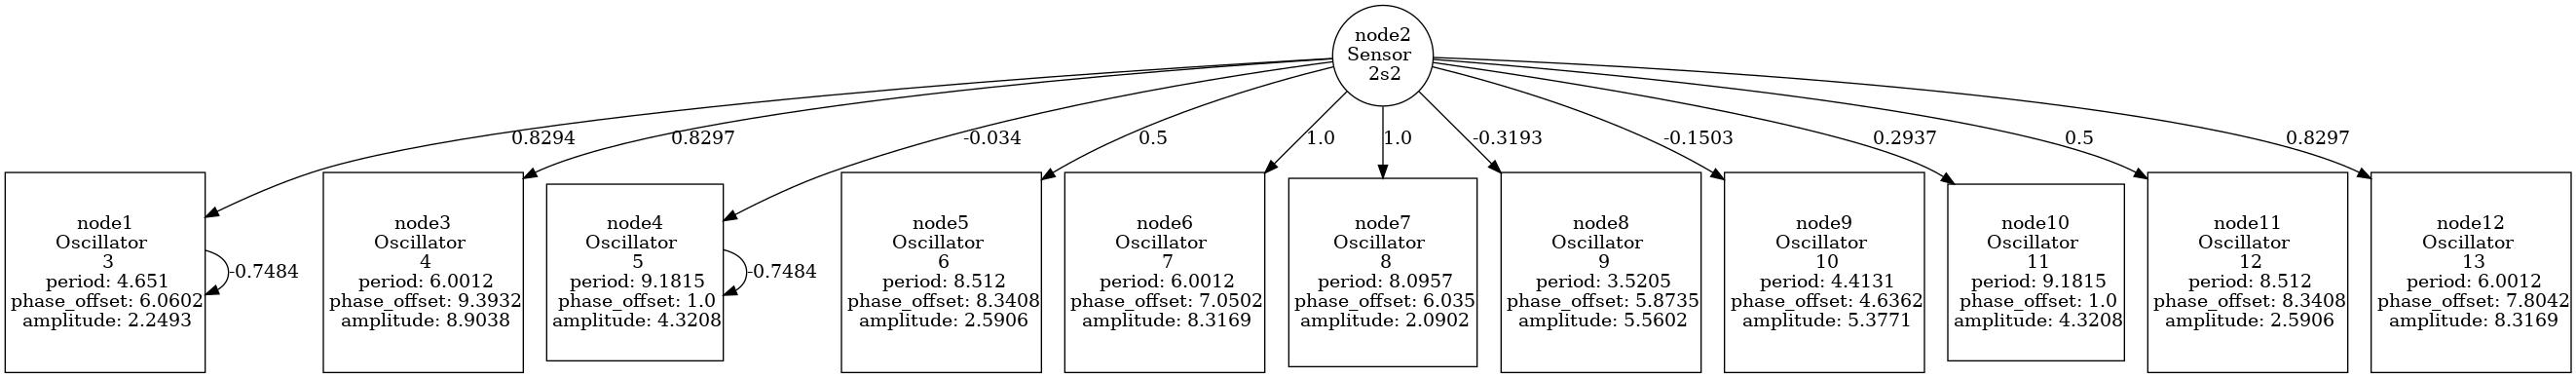 node2
Sensor
2s2
0.8294
0.8297
-0.034
0.5
1.0
1.0
-0.3193
-0.1503
0.2937
0.5
0.8297
node1
Oscillator
3
period: 4.651
phase_offset: 6.0602
amplitude: 2.2493
-0.7484
node3
Oscillator
4
period: 6.0012
phase_offset: 9.3932
amplitude: 8.9038
node4
Oscillator
5
period: 9.1815
phase_offset: 1.0
amplitude: 4.3208
-0.7484
node5
Oscillator
6
period: 8.512
phase_offset: 8.3408
amplitude: 2.5906
node6
Oscillator
7
period: 6.0012
phase_offset: 7.0502
amplitude: 8.3169
node7
Oscillator
8
period: 8.0957
phase_offset: 6.035
amplitude: 2.0902
node8
Oscillator
9
period: 3.5205
phase_offset: 5.8735
amplitude: 5.5602
node9
Oscillator
10
period: 4.4131
phase_offset: 4.6362
amplitude: 5.3771
node10
Oscillator
11
period: 9.1815
phase_offset: 1.0
amplitude: 4.3208
node11
Oscillator
12
period: 8.512
phase_offset: 8.3408
amplitude: 2.5906
node12
Oscillator
13
period: 6.0012
phase_offset: 7.8042
amplitude: 8.3169